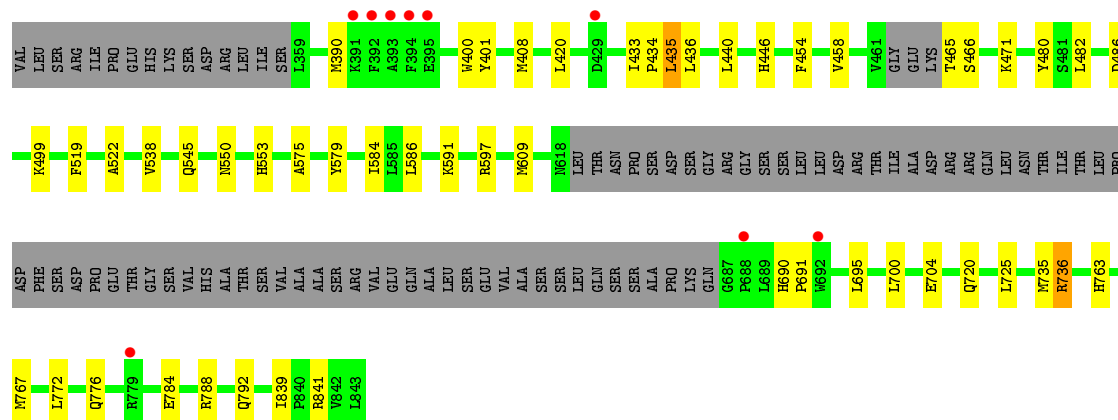 VAL LEU SER ARG ILE PRO GLU HIS LYS SER ASP ARG LEU ILE SER L359 M390 K391 F392 A393 F394 E395 W400 Y401 M408 L420 D429 I433 P434 L435 L436 L440 H446 F454 V458 V461 GLY GLU LYS T465 S466 K471 Y480 S481 L482 D486
K499 F519 A522 V538 Q545 N550 H553 A575 Y579 I584 L585 L586 K591 R597 M609 N618 LEU THR ASN PRO SER ASP SER GLY ARG GLY SER SER LEU LEU ASP ARG THR ILE ALA ASP ARG ARG GLN LEU ASN THR ILE THR LEU PRO
ASP PHE SER ASP PRO GLU THR GLY SER VAL HIS ALA THR SER VAL ALA ALA SER ARG VAL GLU GLN ALA LEU SER GLU VAL ALA SER SER LEU GLN SER SER ALA PRO LYS GLN G687 P688 L689 H690 P691 W692 L695 L700 E704 Q720 L725 M735 R736 H763
M767 L772 Q776 R779 E784 R788 Q792 I839 P840 R841 V842 L843